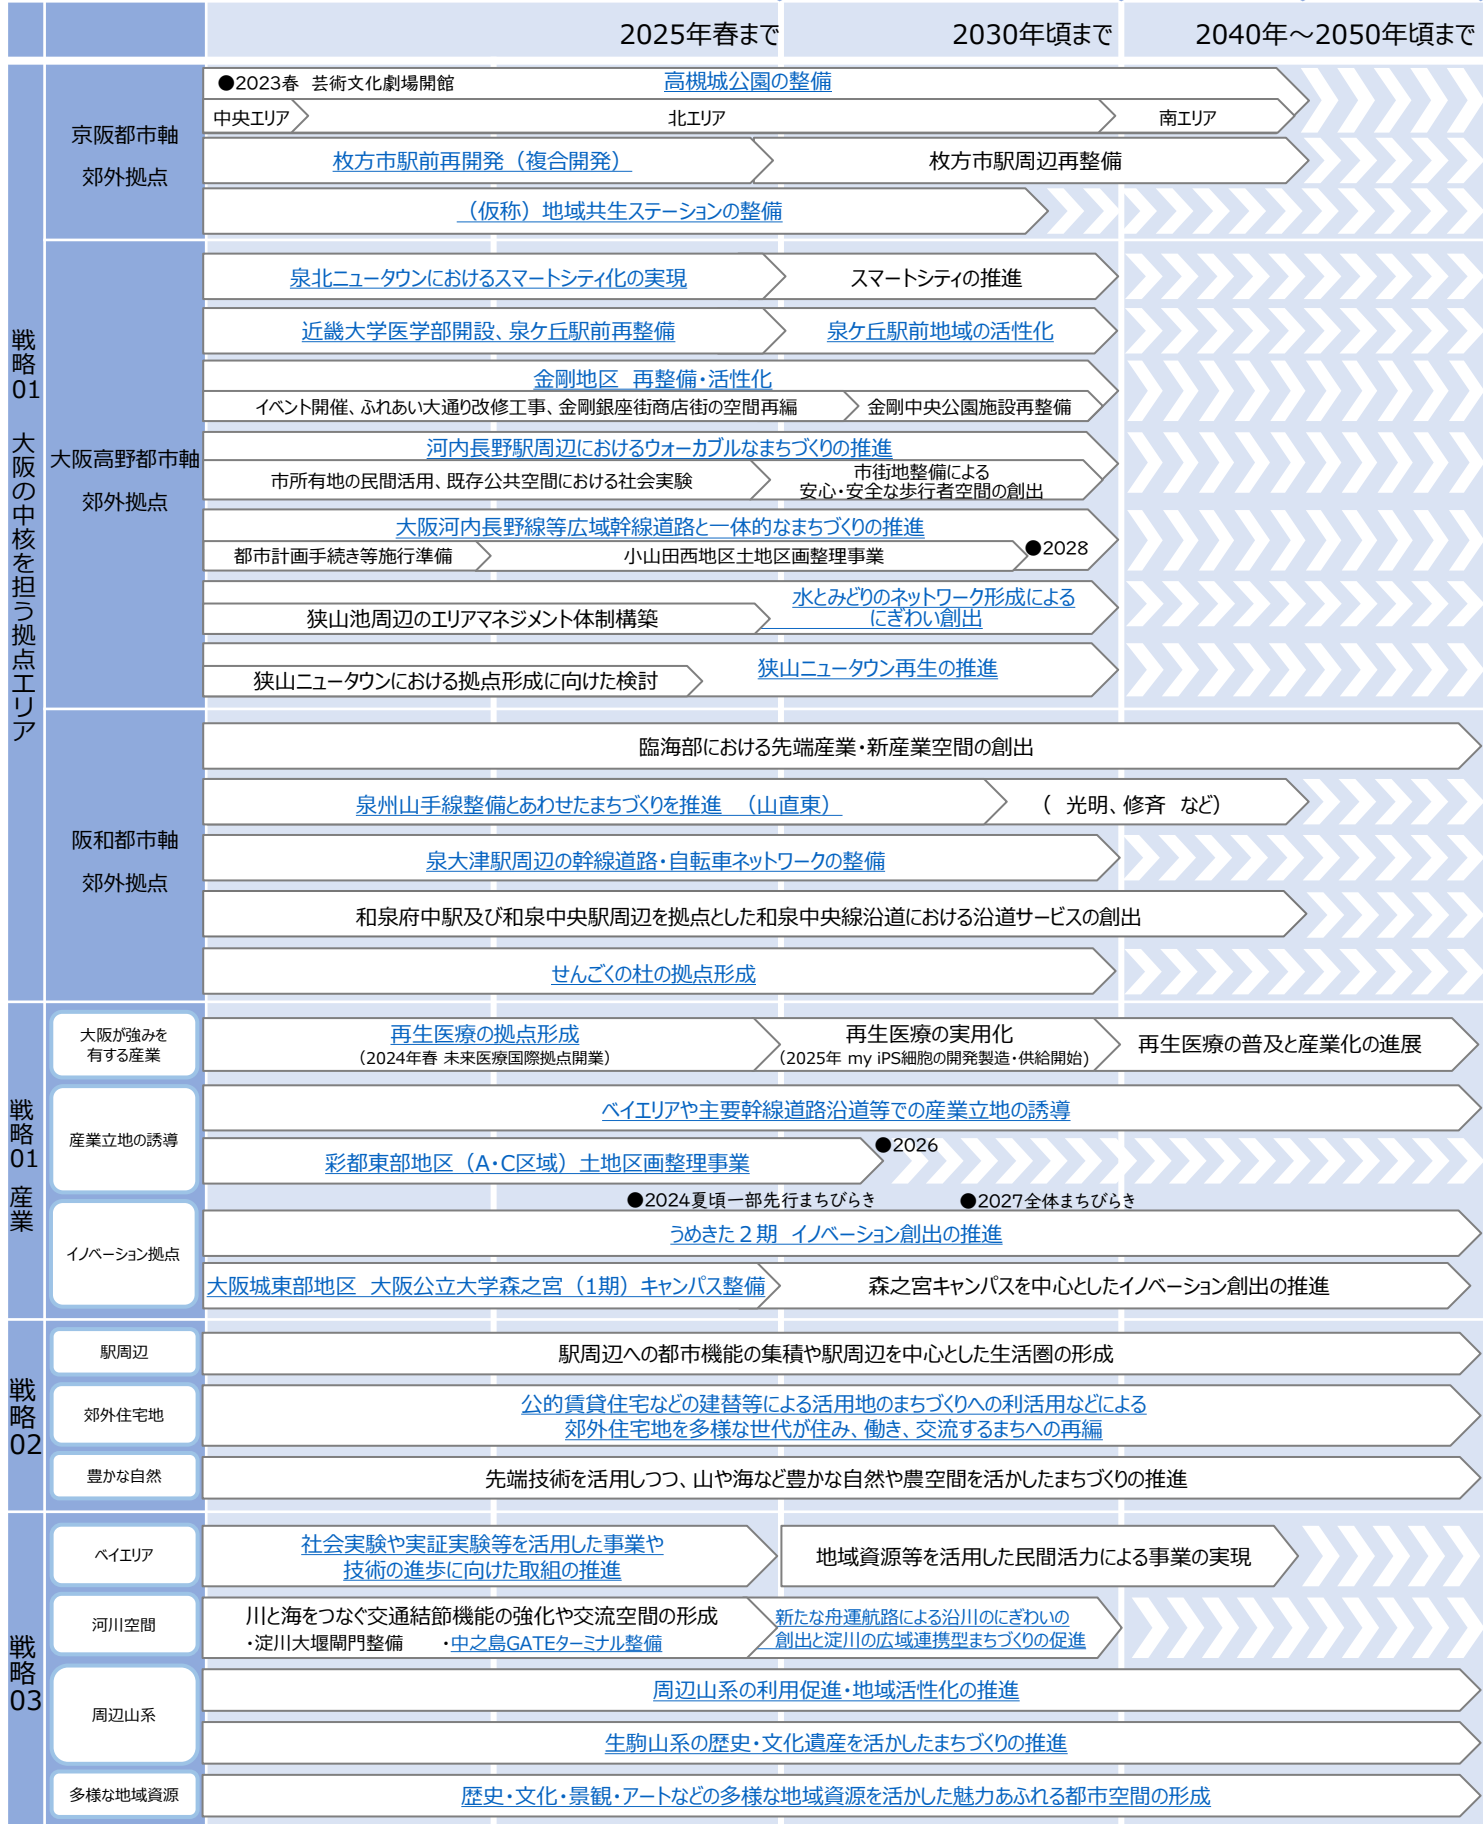 2025年春まで
2030年頃まで
2040年～2050年頃まで
戦略01 大阪の中核を担う拠点エリア
京阪都市軸
郊外拠点
●2023春 芸術文化劇場開館
高槻城公園の整備
中央エリア
北エリア
南エリア
枚方市駅前再開発（複合開発）
枚方市駅周辺再整備
（仮称）地域共生ステーションの整備
大阪高野都市軸
郊外拠点
泉北ニュータウンにおけるスマートシティ化の実現
スマートシティの推進
近畿大学医学部開設、泉ケ丘駅前再整備
泉ケ丘駅前地域の活性化
金剛地区 再整備・活性化
イベント開催、ふれあい大通り改修工事、金剛銀座街商店街の空間再編
金剛中央公園施設再整備
河内長野駅周辺におけるウォーカブルなまちづくりの推進
市所有地の民間活用、既存公共空間における社会実験
市街地整備による
安心・安全な歩行者空間の創出
大阪河内長野線等広域幹線道路と一体的なまちづくりの推進
都市計画手続き等施行準備
小山田西地区土地区画整理事業
●2028
狭山池周辺のエリアマネジメント体制構築
水とみどりのネットワーク形成による
にぎわい創出
狭山ニュータウンにおける拠点形成に向けた検討
狭山ニュータウン再生の推進
阪和都市軸
郊外拠点
臨海部における先端産業・新産業空間の創出
泉州山手線整備とあわせたまちづくりを推進 （山直東）
（ 光明、修斉 など）
泉大津駅周辺の幹線道路・自転車ネットワークの整備
和泉府中駅及び和泉中央駅周辺を拠点とした和泉中央線沿道における沿道サービスの創出
せんごくの杜の拠点形成
戦略01 産業
大阪が強みを
有する産業
再生医療の拠点形成
（2024年春 未来医療国際拠点開業）
再生医療の実用化
（2025年 my iPS細胞の開発製造・供給開始）
再生医療の普及と産業化の進展
産業立地の誘導
ベイエリアや主要幹線道路沿道等での産業立地の誘導
彩都東部地区（A・C区域）土地区画整理事業
●2026
イノベーション拠点
●2024夏頃一部先行まちびらき
●2027全体まちびらき
うめきた２期 イノベーション創出の推進
大阪城東部地区 大阪公立大学森之宮（1期）キャンパス整備
森之宮キャンパスを中心としたイノベーション創出の推進
戦略02
駅周辺
駅周辺への都市機能の集積や駅周辺を中心とした生活圏の形成
郊外住宅地
公的賃貸住宅などの建替等による活用地のまちづくりへの利活用などによる
郊外住宅地を多様な世代が住み、働き、交流するまちへの再編
豊かな自然
先端技術を活用しつつ、山や海など豊かな自然や農空間を活かしたまちづくりの推進
戦略03
ベイエリア
社会実験や実証実験等を活用した事業や
技術の進歩に向けた取組の推進
地域資源等を活用した民間活力による事業の実現
河川空間
川と海をつなぐ交通結節機能の強化や交流空間の形成
・淀川大堰閘門整備 ・中之島GATEターミナル整備
新たな舟運航路による沿川のにぎわいの
創出と淀川の広域連携型まちづくりの促進
周辺山系
周辺山系の利用促進・地域活性化の推進
生駒山系の歴史・文化遺産を活かしたまちづくりの推進
多様な地域資源
歴史・文化・景観・アートなどの多様な地域資源を活かした魅力あふれる都市空間の形成